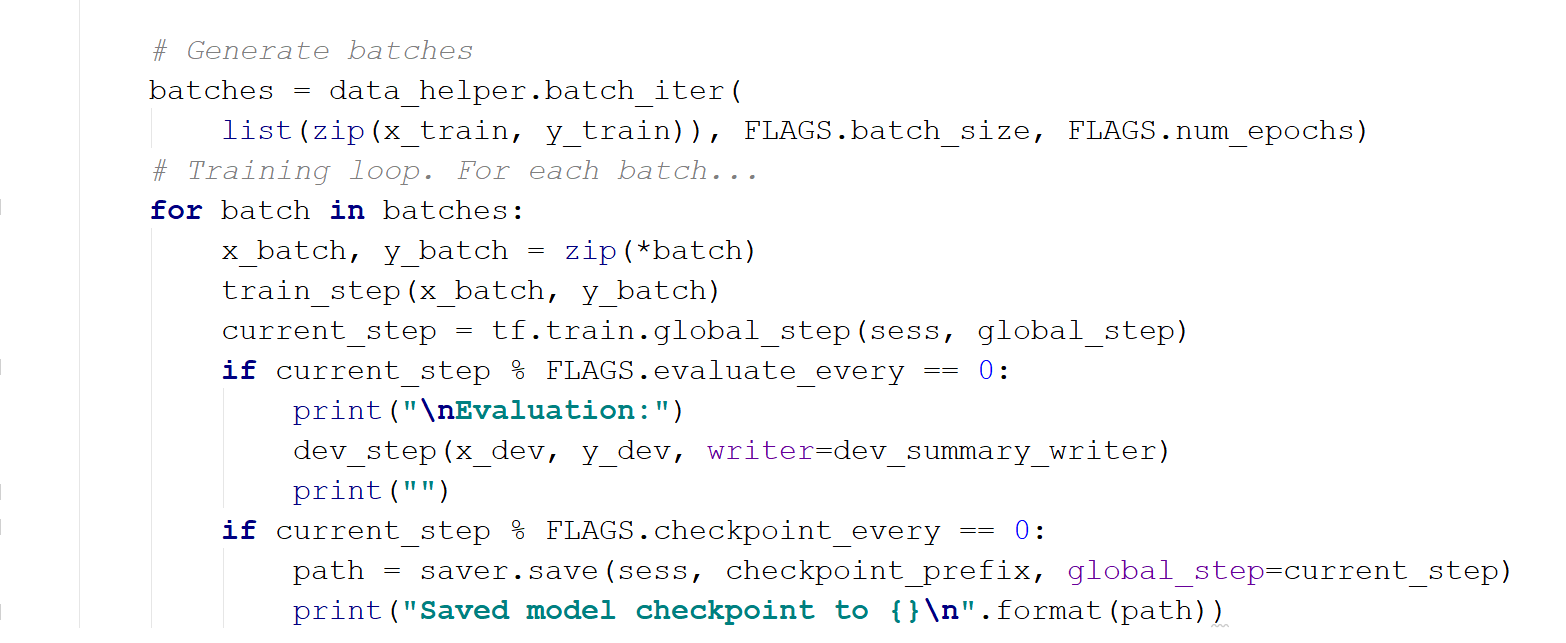 # Generate batches
batches = data_helper.batch_iter(
    list(zip(x_train, y_train)), FLAGS.batch_size, FLAGS.num_epochs)
# Training loop. For each batch...
for batch in batches:
    x_batch, y_batch = zip(*batch)
    train_step(x_batch, y_batch)
    current_step = tf.train.global_step(sess, global_step)
    if current_step % FLAGS.evaluate_every == 0:
        print("\nEvaluation:")
        dev_step(x_dev, y_dev, writer=dev_summary_writer)
        print("")
    if current_step % FLAGS.checkpoint_every == 0:
        path = saver.save(sess, checkpoint_prefix, global_step=current_step)
        print("Saved model checkpoint to {}\n".format(path))